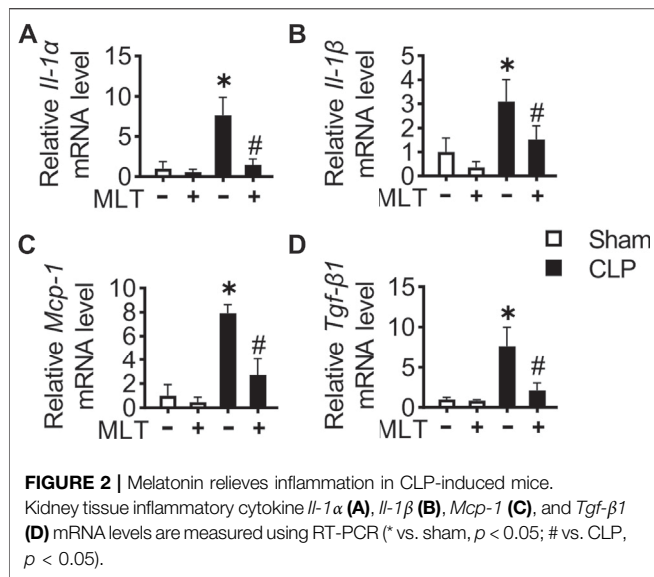 A
Relative Il-1α
mRNA level
15
10
5
0
*
#
MLT - + - +
B
Relative Il-1β
mRNA level
5
4
3
2
1
0
*
#
MLT - + - +
C
Relative Mcp-1
mRNA level
10
8
6
4
2
0
*
#
MLT - + - +
D
Relative Tgf-β1
mRNA level
15
10
5
0
*
#
MLT - + - +
Sham
CLP
FIGURE 2 | Melatonin relieves inflammation in CLP-induced mice.
Kidney tissue inflammatory cytokine Il-1α (A), Il-1β (B), Mcp-1 (C), and Tgf-β1
(D) mRNA levels are measured using RT-PCR (* vs. sham, p < 0.05; # vs. CLP,
p < 0.05).